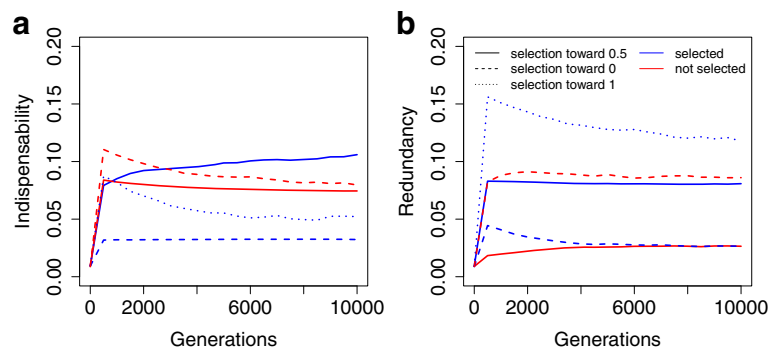 a
Indispensability
0.00 0.05 0.10 0.15 0.20
0 2000 6000 10000
Generations
b
Redundancy
0.00 0.05 0.10 0.15 0.20
selection toward 0.5 selected
selection toward 0 not selected
selection toward 1
0 2000 6000 10000
Generations